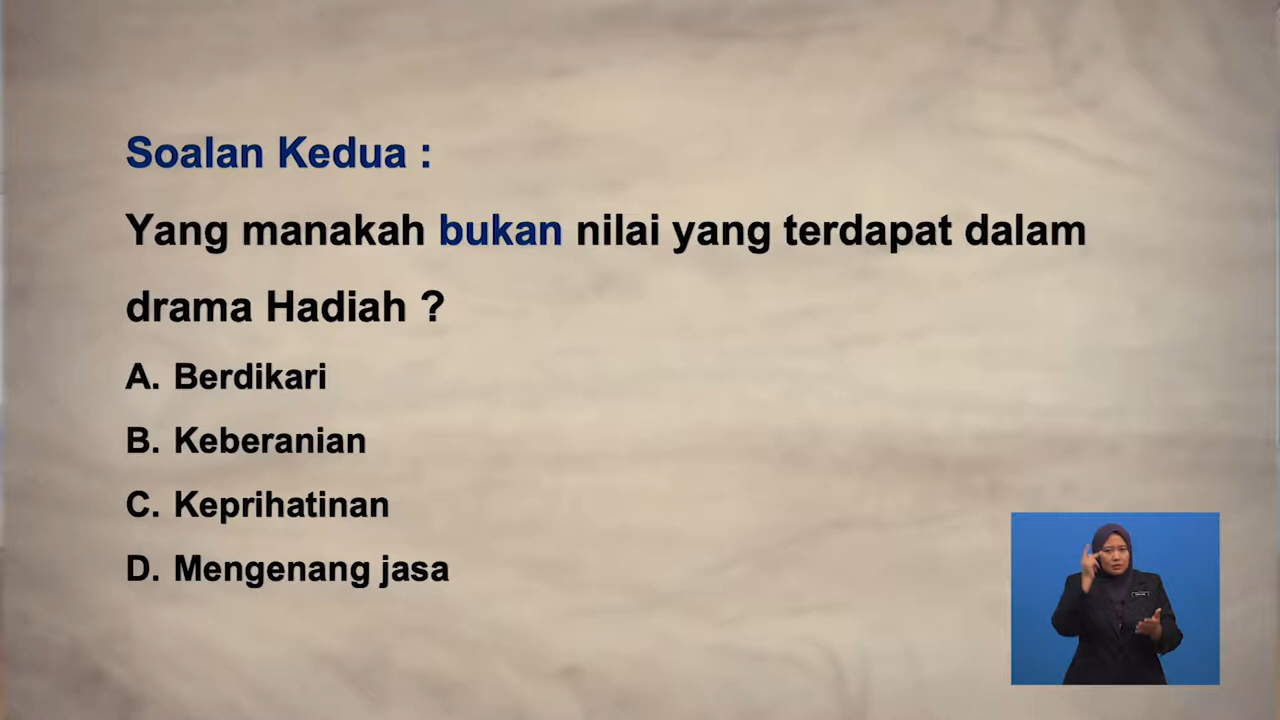 Soalan Kedua :
Yang manakah bukan nilai yang terdapat dalam
drama Hadiah ?
A. Berdikari
B. Keberanian
C. Keprihatinan
D. Mengenang jasa